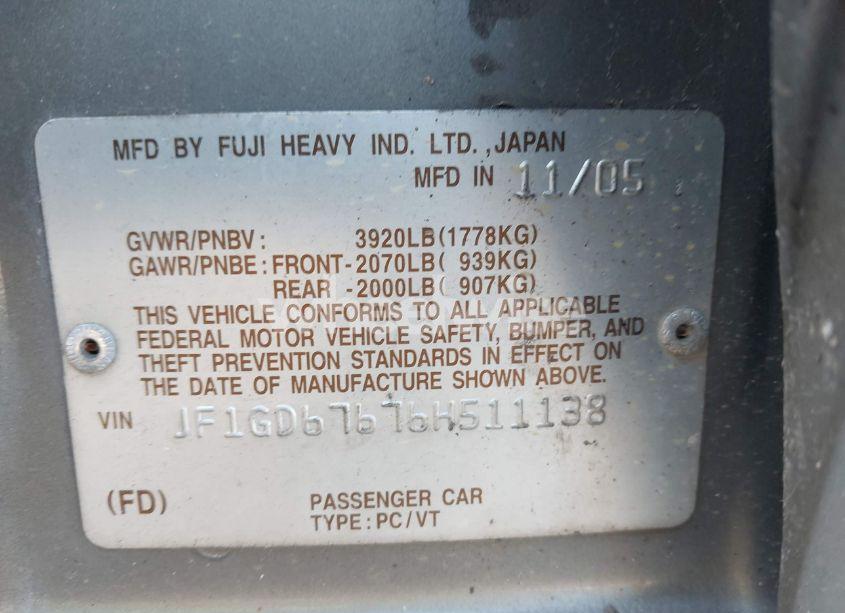 MFD BY FUJI HEAVY IND. LTD., JAPAN
MFD IN 11/05
GVWR/PNBV: 3920LB(1778KG)
GAWR/PNBE: FRONT-2070LB( 939KG)
REAR -2000LB( 907KG)
THIS VEHICLE CONFORMS TO ALL APPLICABLE
FEDERAL MOTOR VEHICLE SAFETY, BUMPER, AND
THEFT PREVENTION STANDARDS IN EFFECT ON
THE DATE OF MANUFACTURE SHOWN ABOVE.
VIN JF1GD67676H511138
(FD) PASSENGER CAR
TYPE: PC/VT